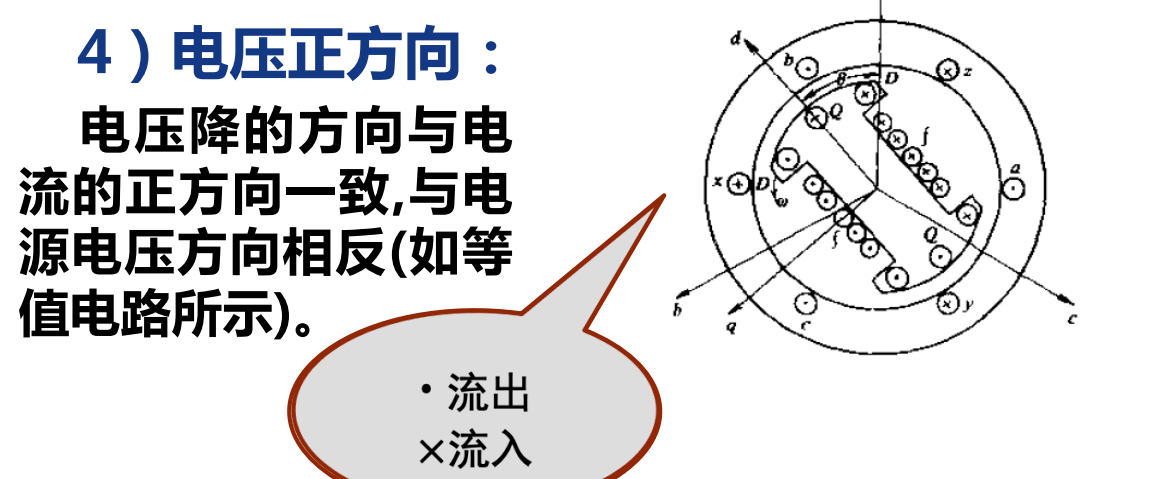 4）电压正方向：
电压降的方向与电
流的正方向一致,与电
源电压方向相反(如等
值电路所示)。
·流出
×流入
d
b
θ
D
z
Q
f
a
x
D
ω
f
Q
b
q
c
y
c